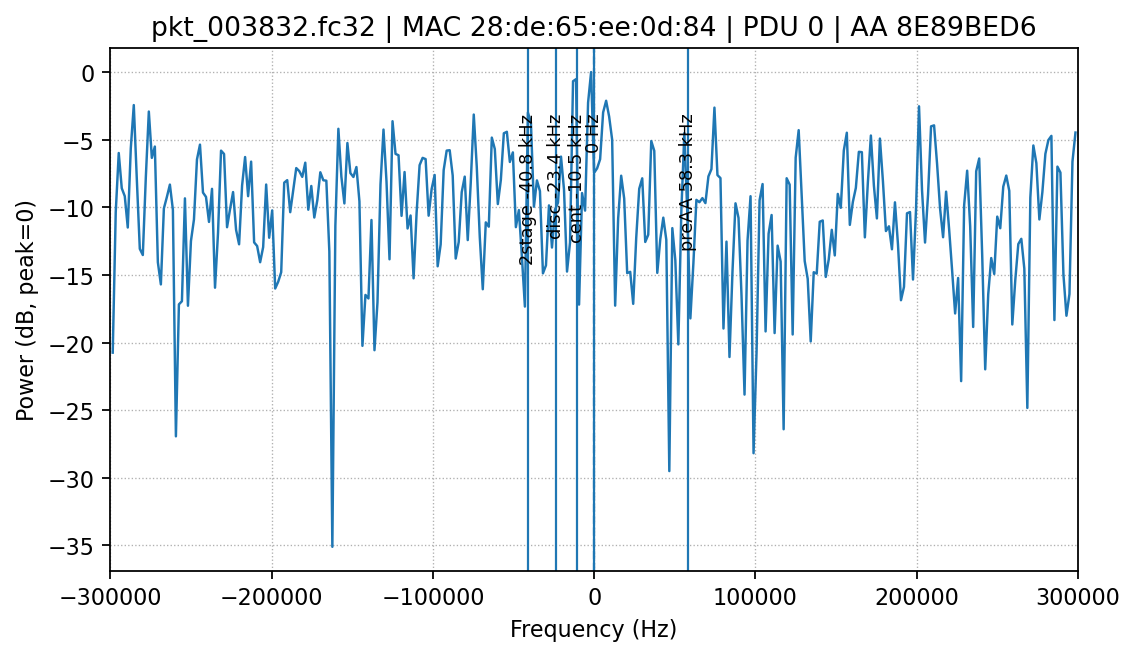 pkt_003832.fc32 | MAC 28:de:65:ee:0d:84 | PDU 0 | AA 8E89BED6
Power (dB, peak=0)
0
−5
−10
−15
−20
−25
−30
−35
2stage -40.8 kHz
disc -23.4 kHz
cent -10.5 kHz
0 Hz
preAA 58.3 kHz
−300000
−200000
−100000
0
100000
200000
300000
Frequency (Hz)